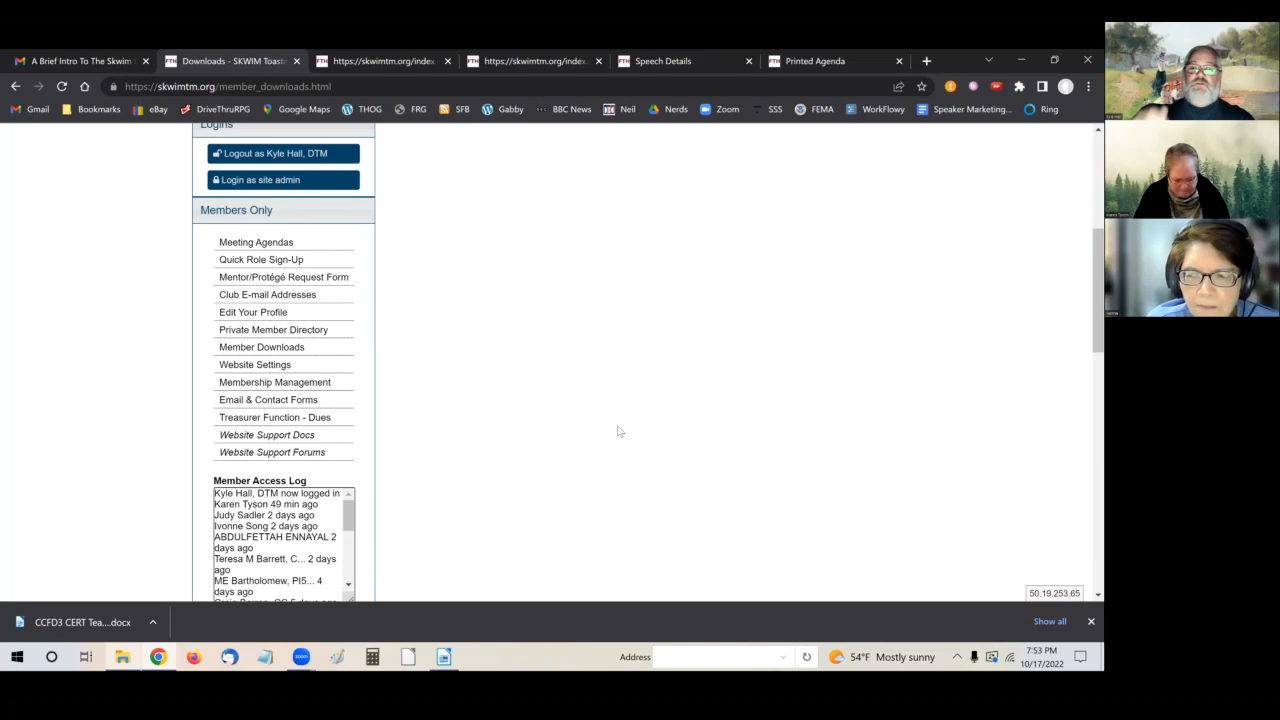 A Brief Intro To The Skwim
Downloads - SKWIM Toastm
https://skwimtm.org/index.
https://skwimtm.org/index.
Speech Details
Printed Agenda
https://skwimtm.org/member_downloads.html
Gmail
Bookmarks
eBay
DriveThruRPG
Google Maps
THOG
FRG
SFB
Gabby
BBC News
Neil
Nerds
Zoom
SSS
FEMA
WorkFlowy
Speaker Marketing...
Ring
Logins
Logout as Kyle Hall, DTM
Login as site admin
Members Only
Meeting Agendas
Quick Role Sign-Up
Mentor/Protégé Request Form
Club E-mail Addresses
Edit Your Profile
Private Member Directory
Member Downloads
Website Settings
Membership Management
Email & Contact Forms
Treasurer Function - Dues
Website Support Docs
Website Support Forums
Member Access Log
Kyle Hall, DTM now logged in
Karen Tyson 49 min ago
Judy Sadler 2 days ago
Ivonne Song 2 days ago
ABDULFETTAH ENNAYAL 2
days ago
Teresa M Barrett, C... 2 days
ago
ME Bartholomew, PI5... 4
days ago
50.19.253.65
CCFD3 CERT Tea....docx
Show all
Address
54°F Mostly sunny
7:53 PM
10/17/2022